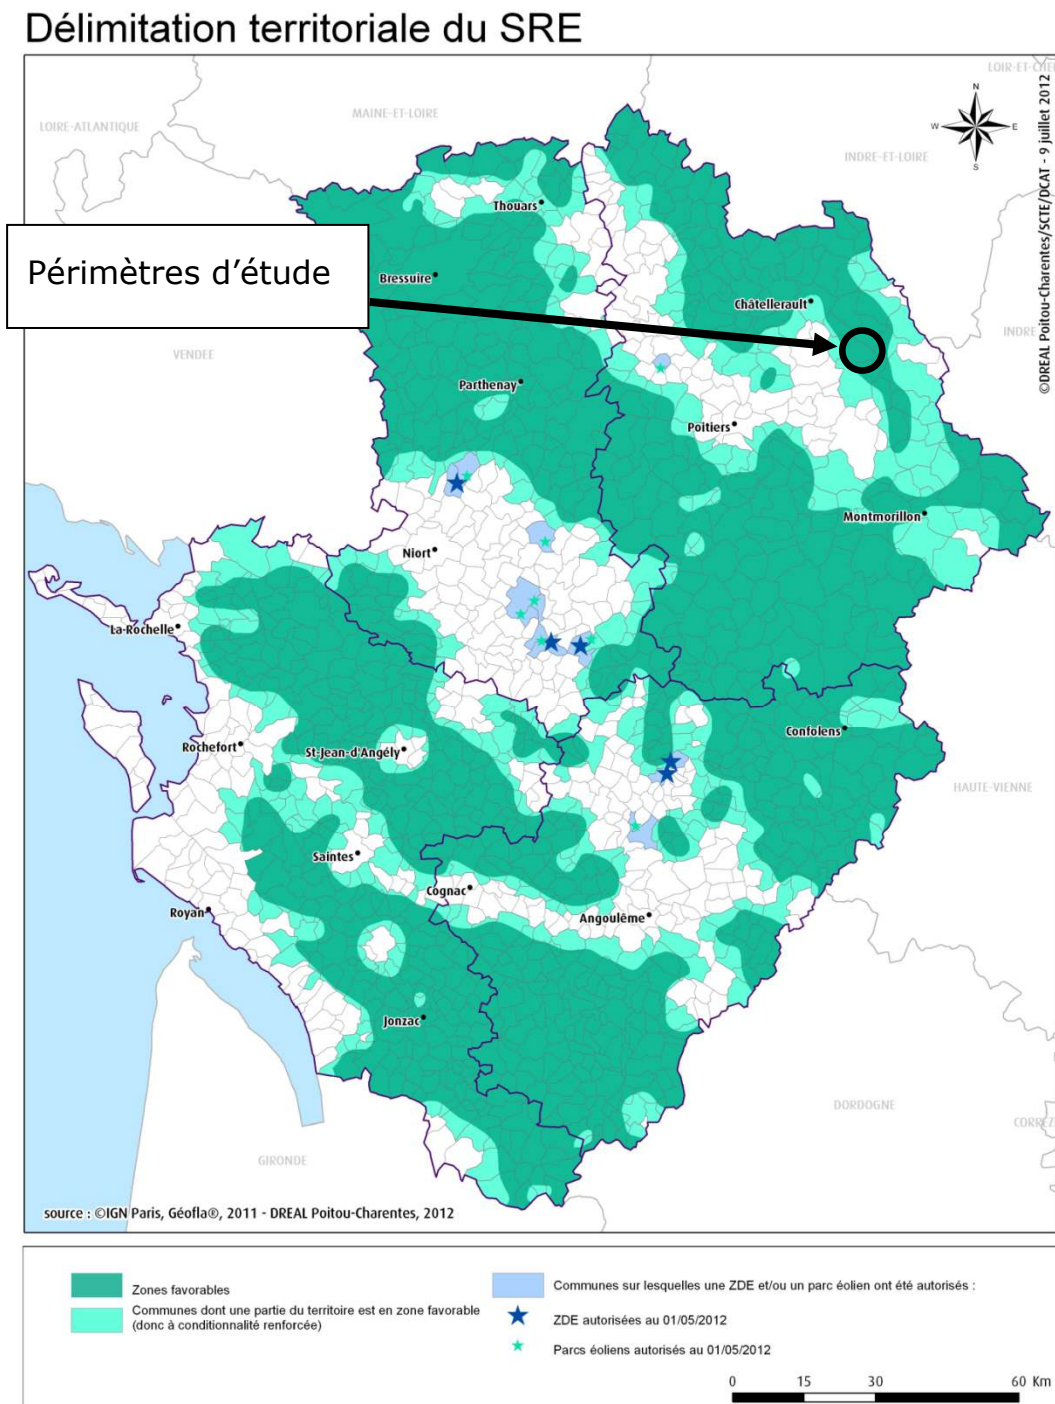 Délimitation territoriale du SRE
LOIR-ET-CHE
MAINE-ET-LOIRE
LOIRE-ATLANTIQUE
N
W
E
S
INDRE-ET-LOIRE
©DREAL Poitou-Charentes/SCTE/DCAT - 9 juillet 2012
Thouars
Périmètres d'étude
Bressuire
Châtellerault
INDRE
VENDEE
Parthenay
Poitiers
Montmorillon
Niort
La-Rochelle
Rochefort
St-Jean-d'Angély
Confolens
HAUTE-VIENNE
Saintes
Cognac
Royan
Angoulême
Jonzac
DORDOGNE
CORREZ
GIRONDE
source : ©IGN Paris, Géofla®, 2011 - DREAL Poitou-Charentes, 2012
Zones favorables
Communes dont une partie du territoire est en zone favorable
(donc à conditionnalité renforcée)
Communes sur lesquelles une ZDE et/ou un parc éolien ont été autorisés :
ZDE autorisées au 01/05/2012
Parcs éoliens autorisés au 01/05/2012
0 15 30 60 Km